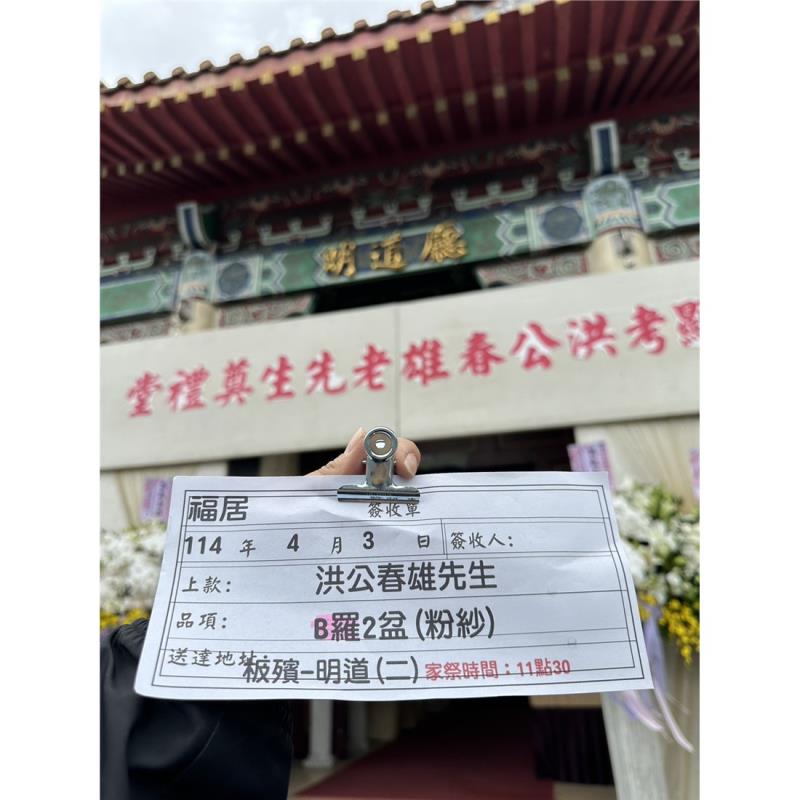 明道廳
顯考洪公春雄老先生奠禮堂
福居
簽收單
114 年 4 月 3 日 簽收人:
上款: 洪公春雄先生
品項: B羅2盆(粉紗)
送達地址: 板殯-明道(二) 家祭時間:11點30